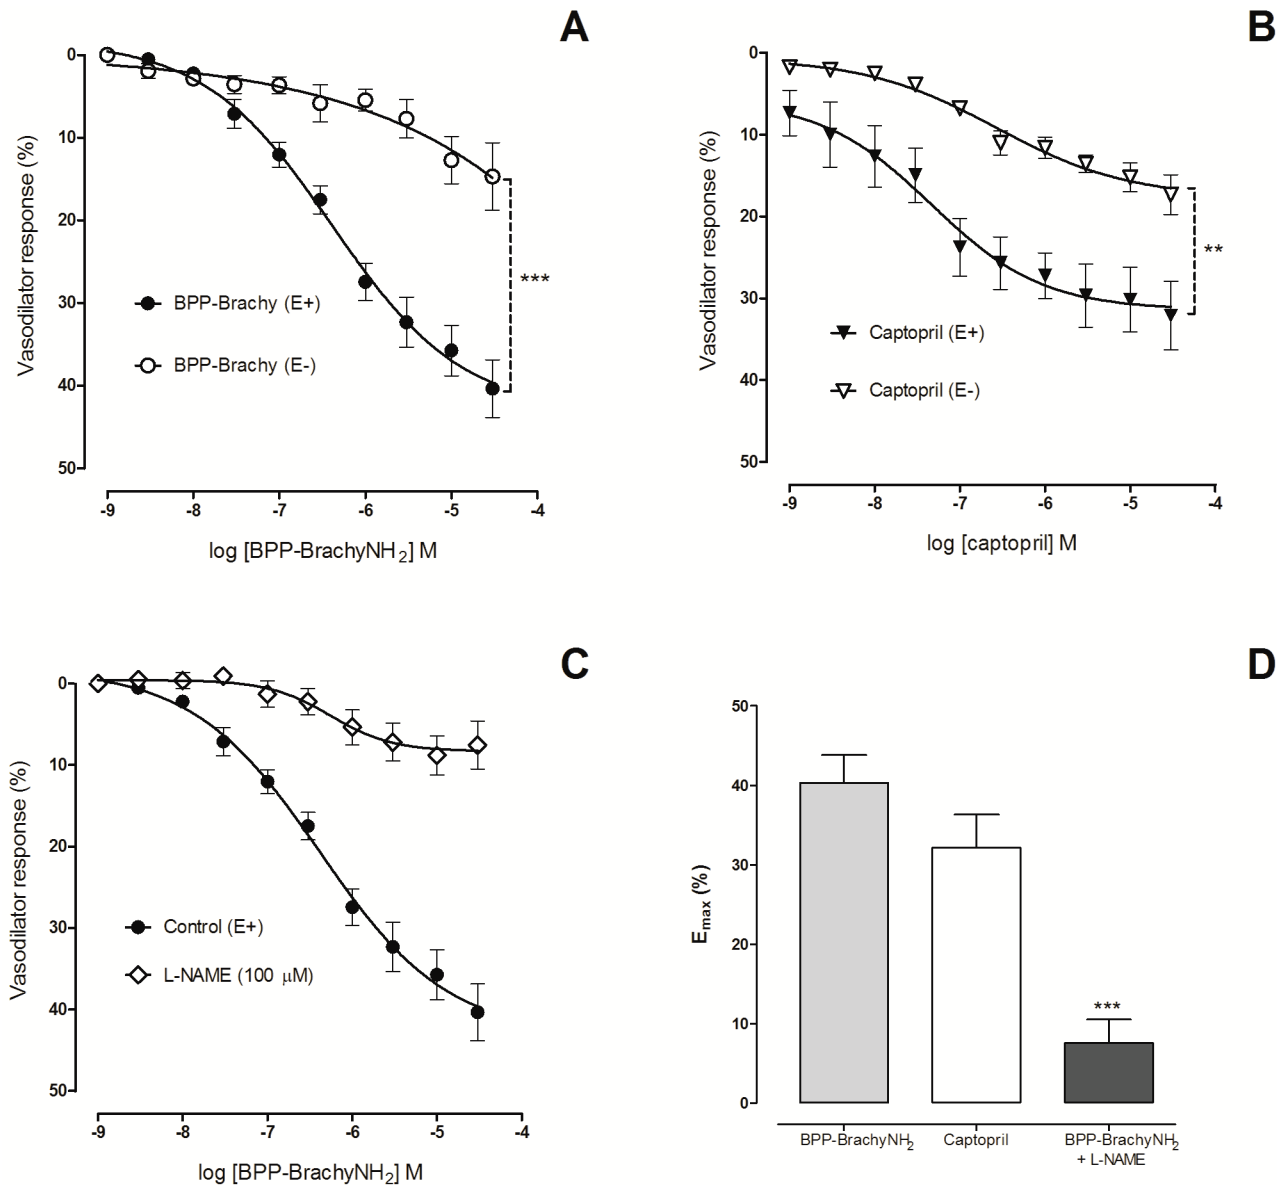 A
0
10
20
30
40
50
Vasodilator response (%)
BPP-Brachy (E+)
BPP-Brachy (E-)
***
-9 -8 -7 -6 -5 -4
log [BPP-BrachyNH2] M
B
0
10
20
30
40
50
Vasodilator response (%)
Captopril (E+)
Captopril (E-)
**
-9 -8 -7 -6 -5 -4
log [captopril] M
C
0
10
20
30
40
50
Vasodilator response (%)
Control (E+)
L-NAME (100 µM)
-9 -8 -7 -6 -5 -4
log [BPP-BrachyNH2] M
D
50
40
30
20
10
0
Emax (%)
***
BPP-BrachyNH2
Captopril
BPP-BrachyNH2
+ L-NAME